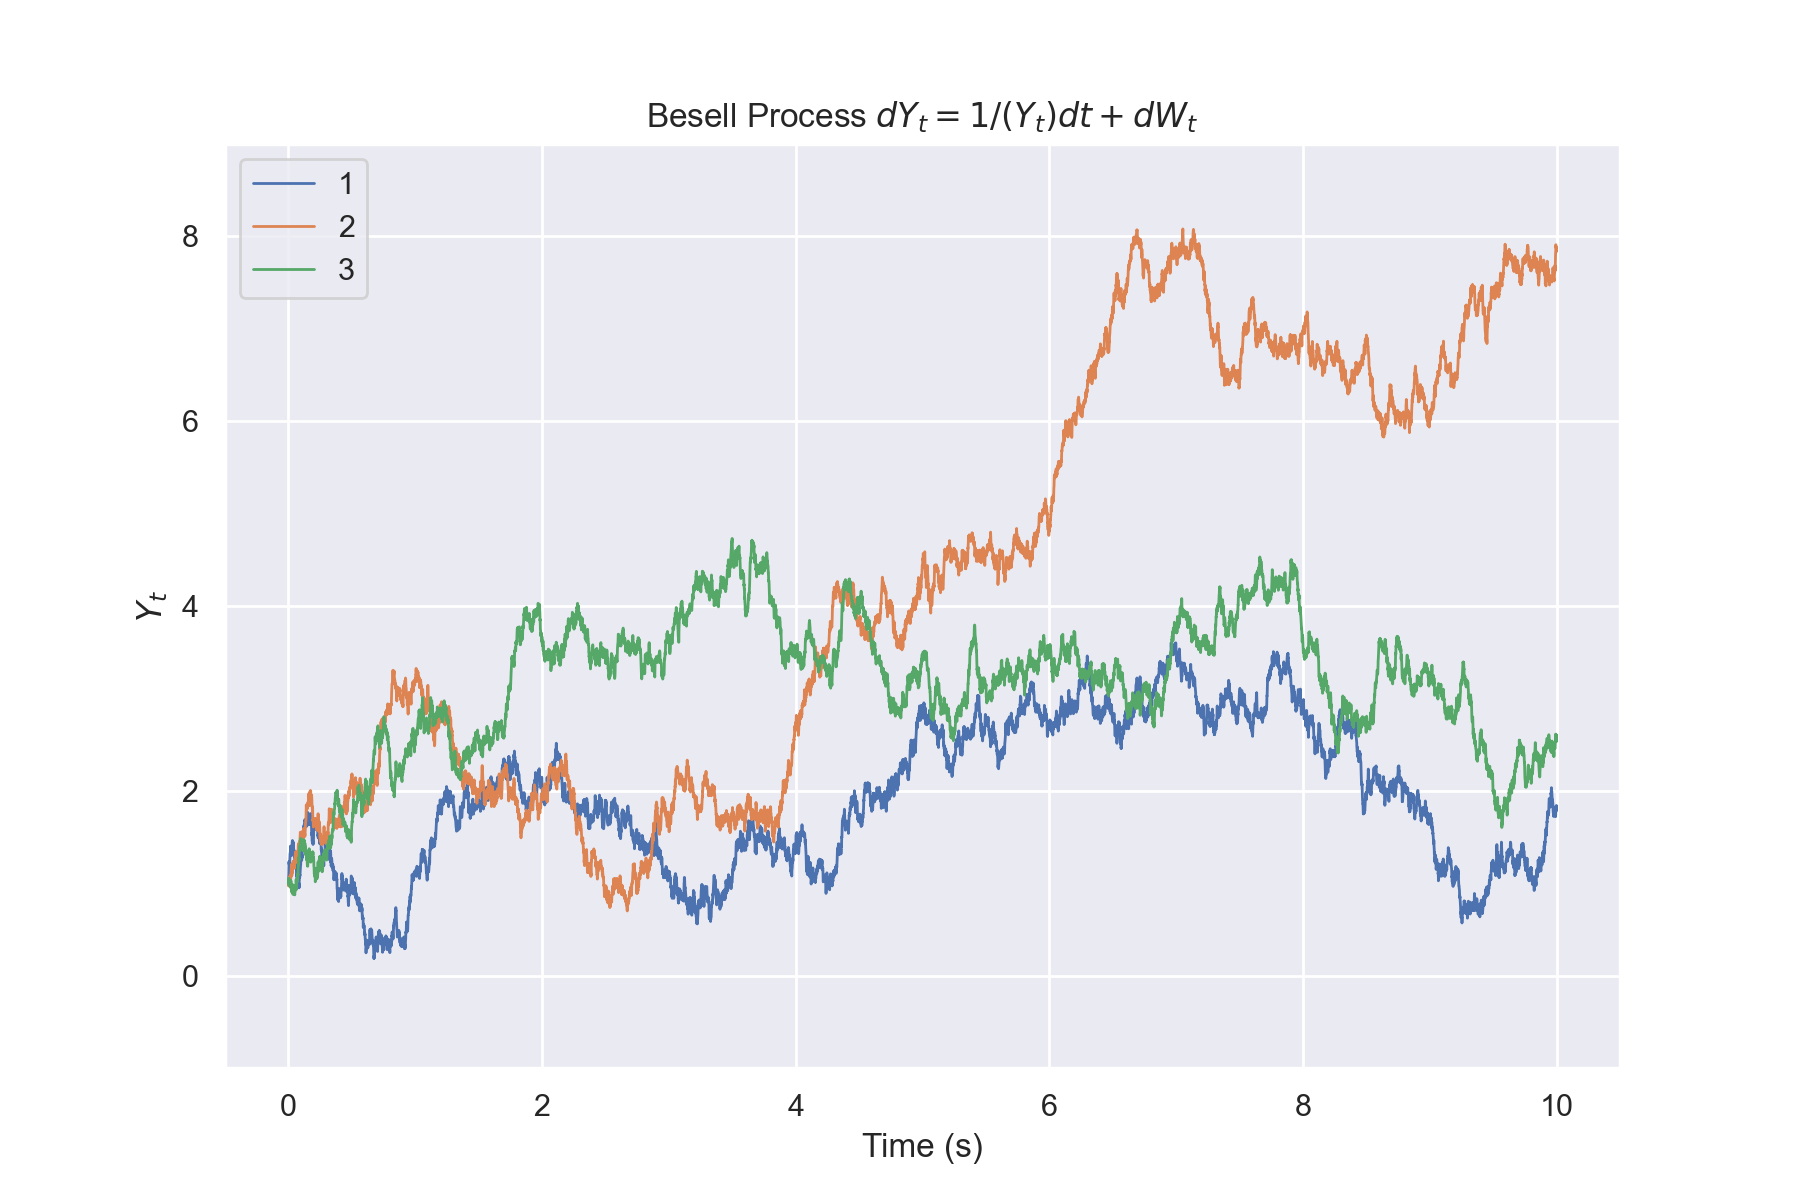 Besell Process $dY_t = 1/(Y_t)dt + dW_t$
1
2
3
8
6
4
2
0
$Y_t$
0 2 4 6 8 10
Time (s)